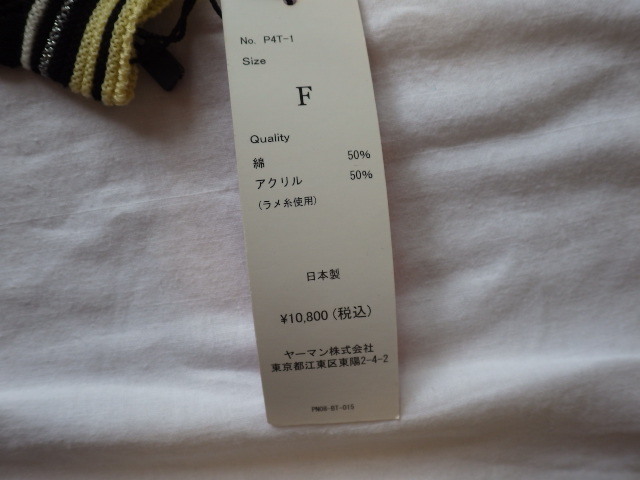 No. P4T-1
Size
F
Quality
綿 50%
アクリル 50%
(ラメ糸使用)
日本製
¥10,800(税込)
ヤーマン株式会社
東京都江東区東陽2-4-2